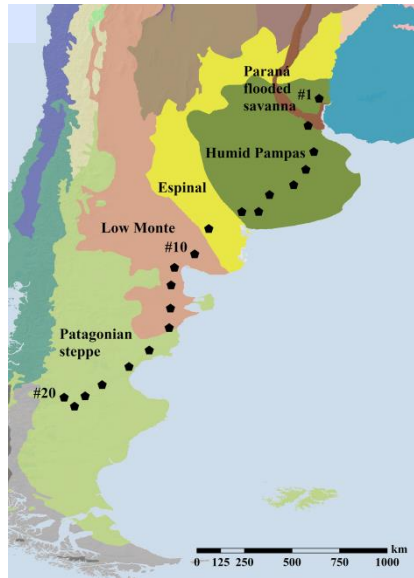 Paraná
flooded #1
savanna
Humid Pampas
Espinal
Low Monte
#10
Patagonian
steppe
#20
km
0 125 250 500 750 1000